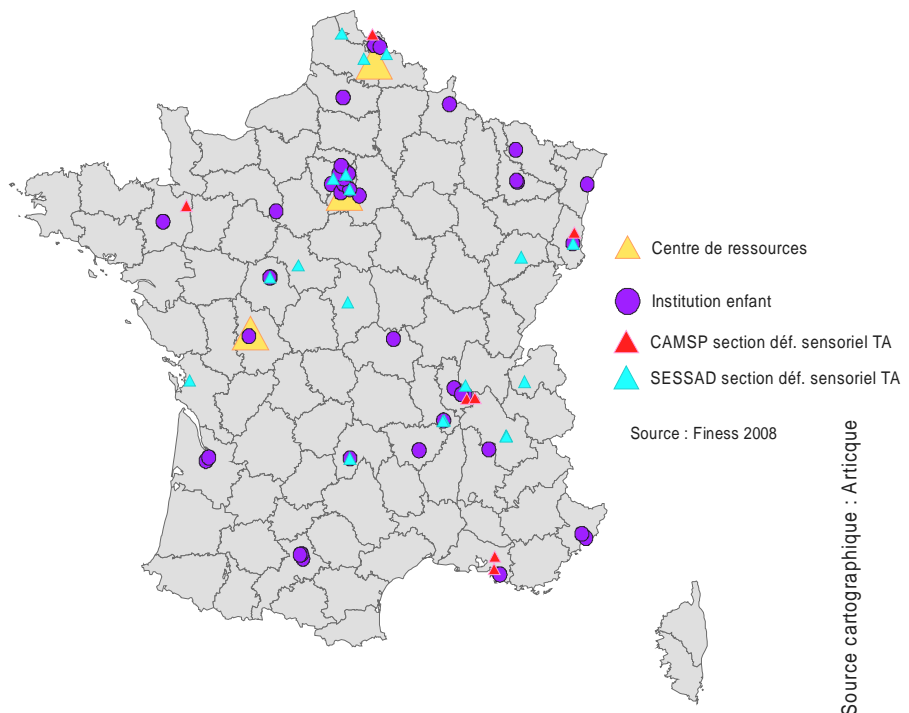 Centre de ressources
Institution enfant
CAMSP section déf. sensoriel TA
SESSAD section déf. sensoriel TA
Source : Finess 2008
Source cartographique : Articque